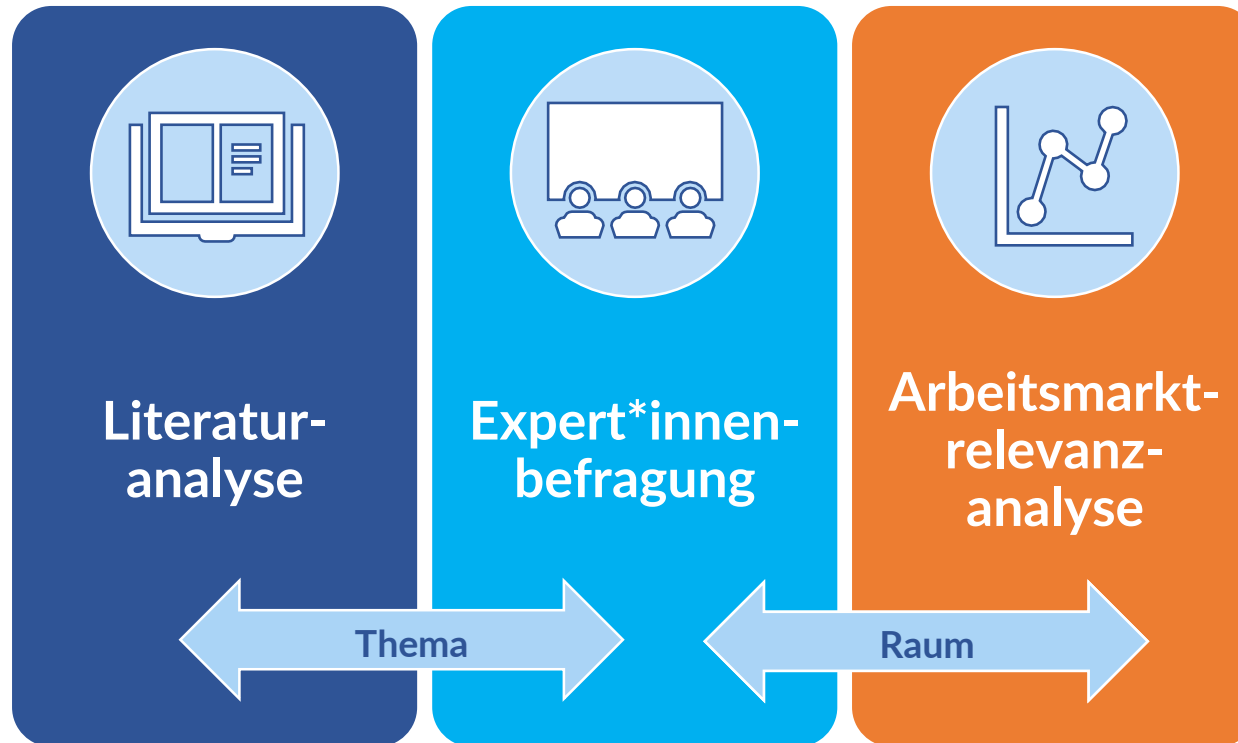 Literatur-
analyse
Expert*innen-
befragung
Arbeitsmarkt-
relevanz-
analyse
Thema
Raum